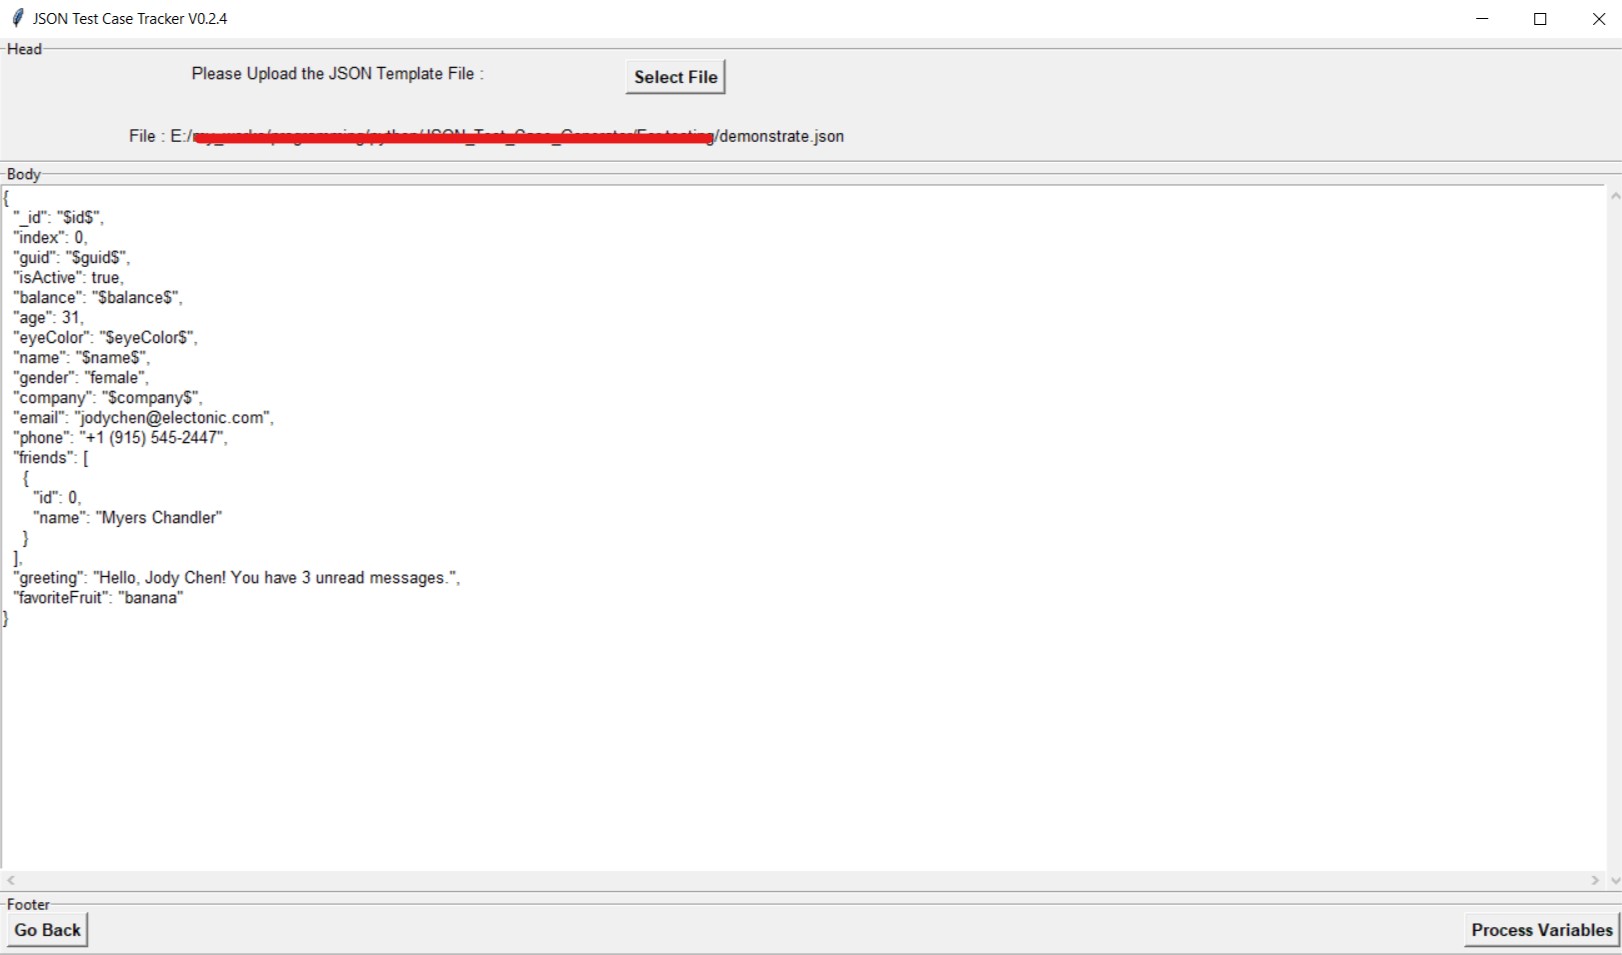 JSON Test Case Tracker V0.2.4
Head
Please Upload the JSON Template File :
Select File
File : E:/ /demonstrate.json
Body
{
"_id": "$id$",
"index": 0,
"guid": "$guid$",
"isActive": true,
"balance": "$balance$",
"age": 31,
"eyeColor": "$eyeColor$",
"name": "$name$",
"gender": "female",
"company": "$company$",
"email": "jodychen@electonic.com",
"phone": "+1 (915) 545-2447",
"friends": [
{
"id": 0,
"name": "Myers Chandler"
}
],
"greeting": "Hello, Jody Chen! You have 3 unread messages.",
"favoriteFruit": "banana"
}
Footer
Go Back
Process Variables